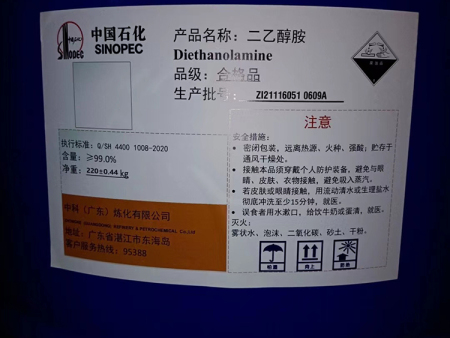 中国石化
SINOPEC
SINOPEC
产品名称：二乙醇胺
Diethanolamine
品级：合格品
生产批号：ZI21116051 0609A
执行标准：Q/SH 4400 1008-2020
含量：≥99.0%
净重：220±0.44 kg
中科（广东）炼化有限公司
地址：广东省湛江市东海岛
客户服务热线：95388
注意
安全措施：
• 密闭包装，远离热源、火种、强酸；贮存于
通风干燥处。
• 接触本品须穿戴个人防护装备，避免与眼
睛、皮肤、衣物接触，避免吸入蒸汽。
• 若皮肤或眼睛接触，用流动清水或生理盐水
彻底冲洗至少15分钟，就医。
• 误食者用水漱口，给饮牛奶或蛋清，就医。
灭火：
雾状水、泡沫、二氧化碳、砂土、干粉。
怕雨
向上